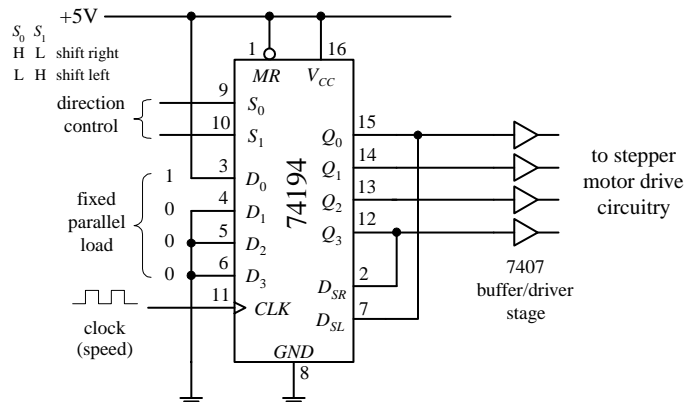 +5V
S0 S1
H L shift right
L H shift left
1 16
MR VCC
direction
control
9 S0
10 S1
fixed
parallel
load
1 3 D0
0 4 D1
0 5 D2
0 6 D3
11 CLK
clock
(speed)
74194
Q0 15
Q1 14
Q2 13
Q3 12
DSR 2
DSL 7
GND
8
to stepper
motor drive
circuitry
7407
buffer/driver
stage